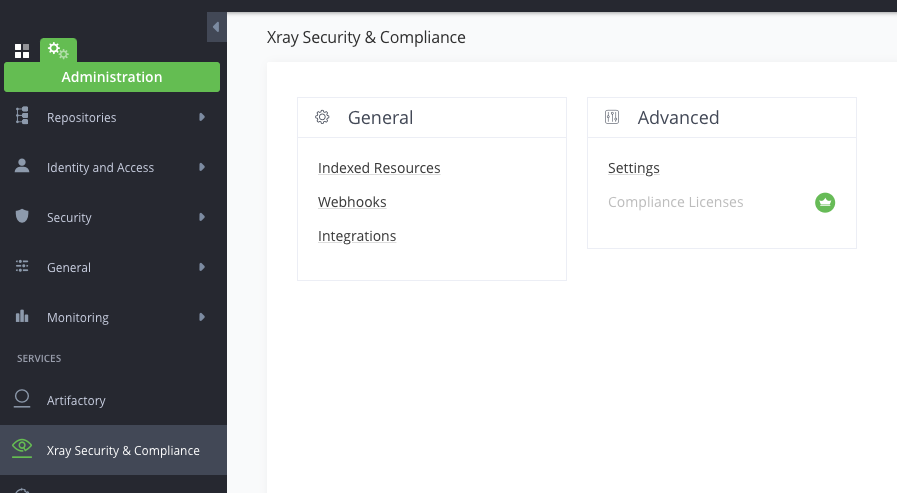 Xray Security & Compliance
Administration
Repositories
Identity and Access
Security
General
Monitoring
SERVICES
Artifactory
Xray Security & Compliance
General
Indexed Resources
Webhooks
Integrations
Advanced
Settings
Compliance Licenses